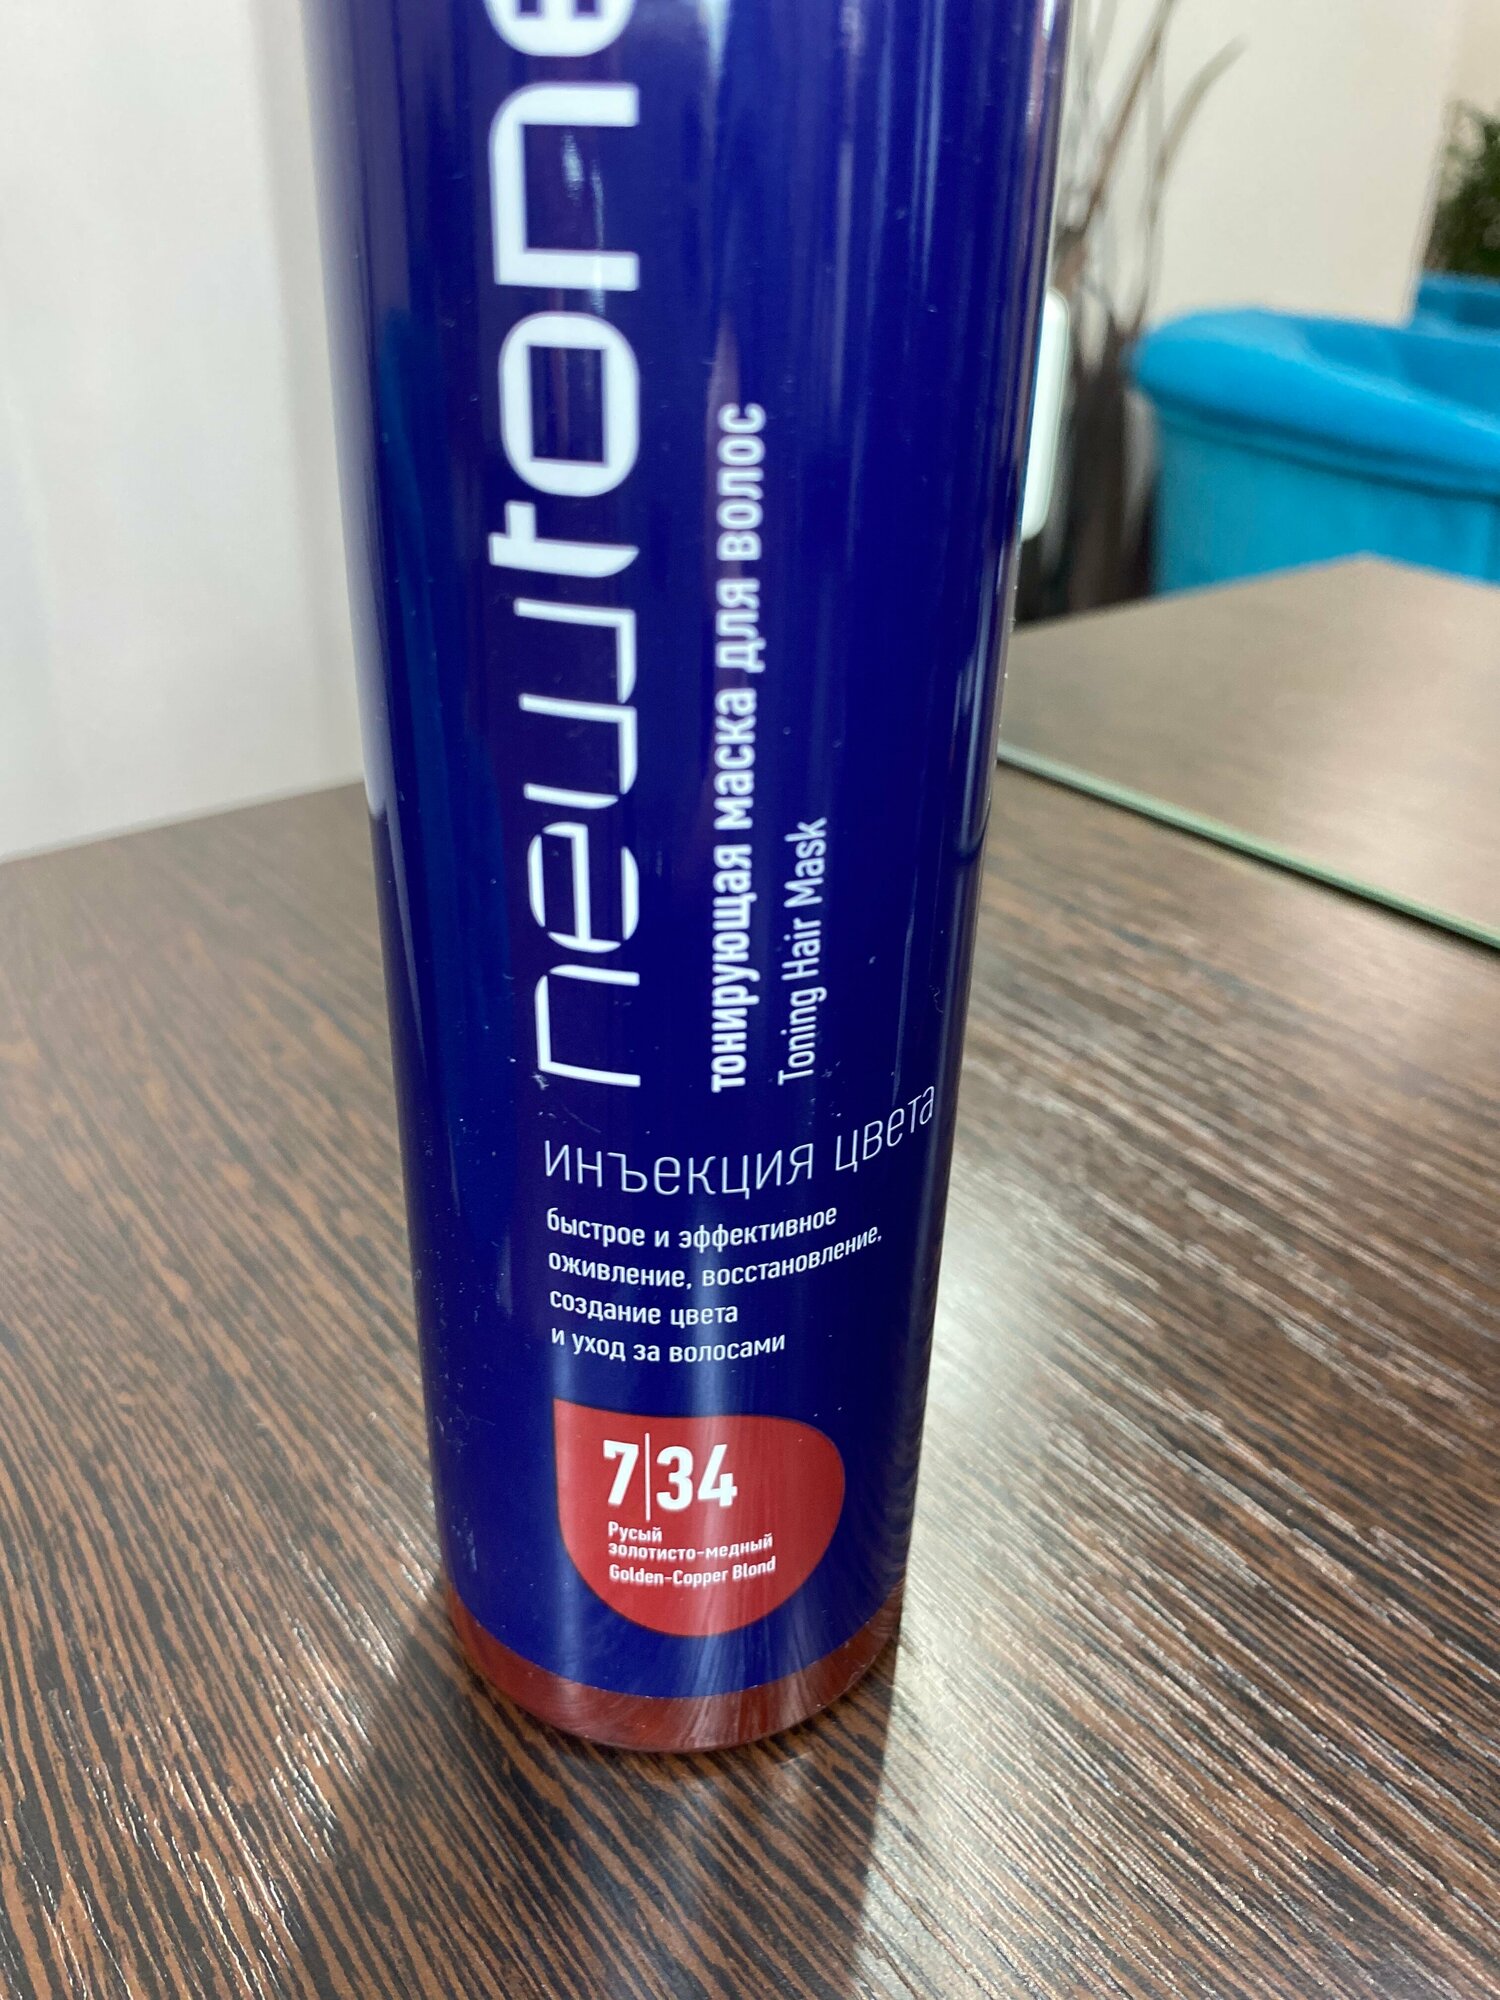 newtone
тонирующая маска для волос
Toning Hair Mask
инъекция цвета
быстрое и эффективное
оживление, восстановление,
создание цвета
и уход за волосами
7|34
Русый
золотисто-медный
Golden-Copper Blond